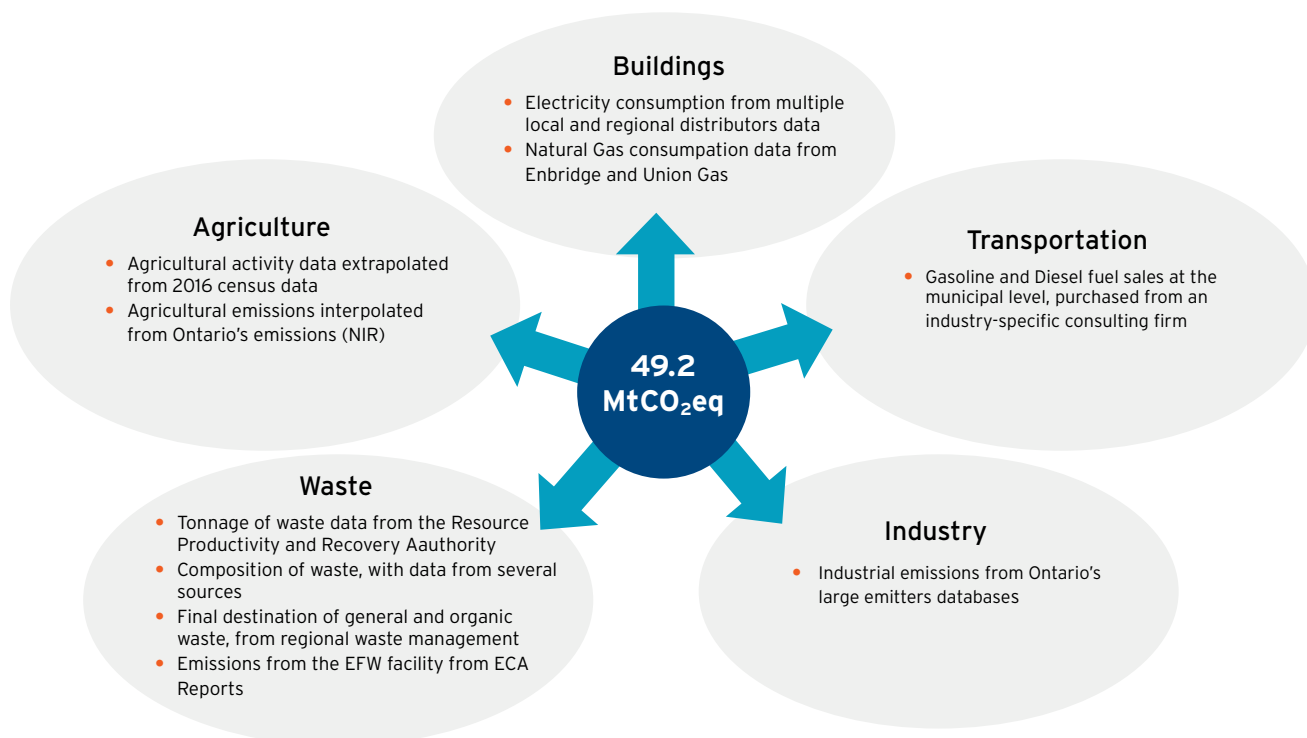 Buildings
• Electricity consumption from multiple
local and regional distributors data
• Natural Gas consumpation data from
Enbridge and Union Gas
Agriculture
• Agricultural activity data extrapolated
from 2016 census data
• Agricultural emissions interpolated
from Ontario's emissions (NIR)
Transportation
• Gasoline and Diesel fuel sales at the
municipal level, purchased from an
industry-specific consulting firm
49.2
MtCO₂eq
Waste
• Tonnage of waste data from the Resource
Productivity and Recovery Aauthority
• Composition of waste, with data from several
sources
• Final destination of general and organic
waste, from regional waste management
• Emissions from the EFW facility from ECA
Reports
Industry
• Industrial emissions from Ontario's
large emitters databases